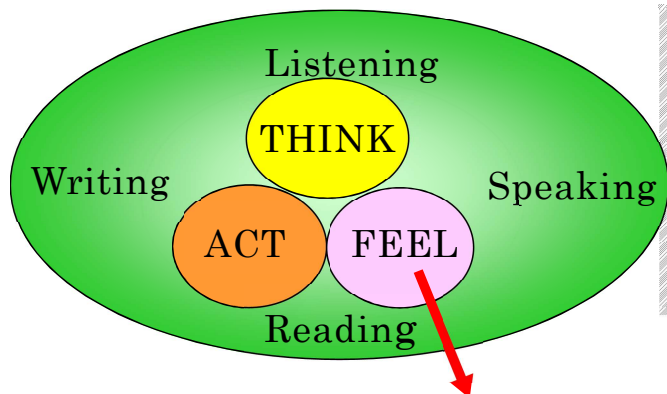 Listening
THINK
Writing
Speaking
ACT
FEEL
Reading